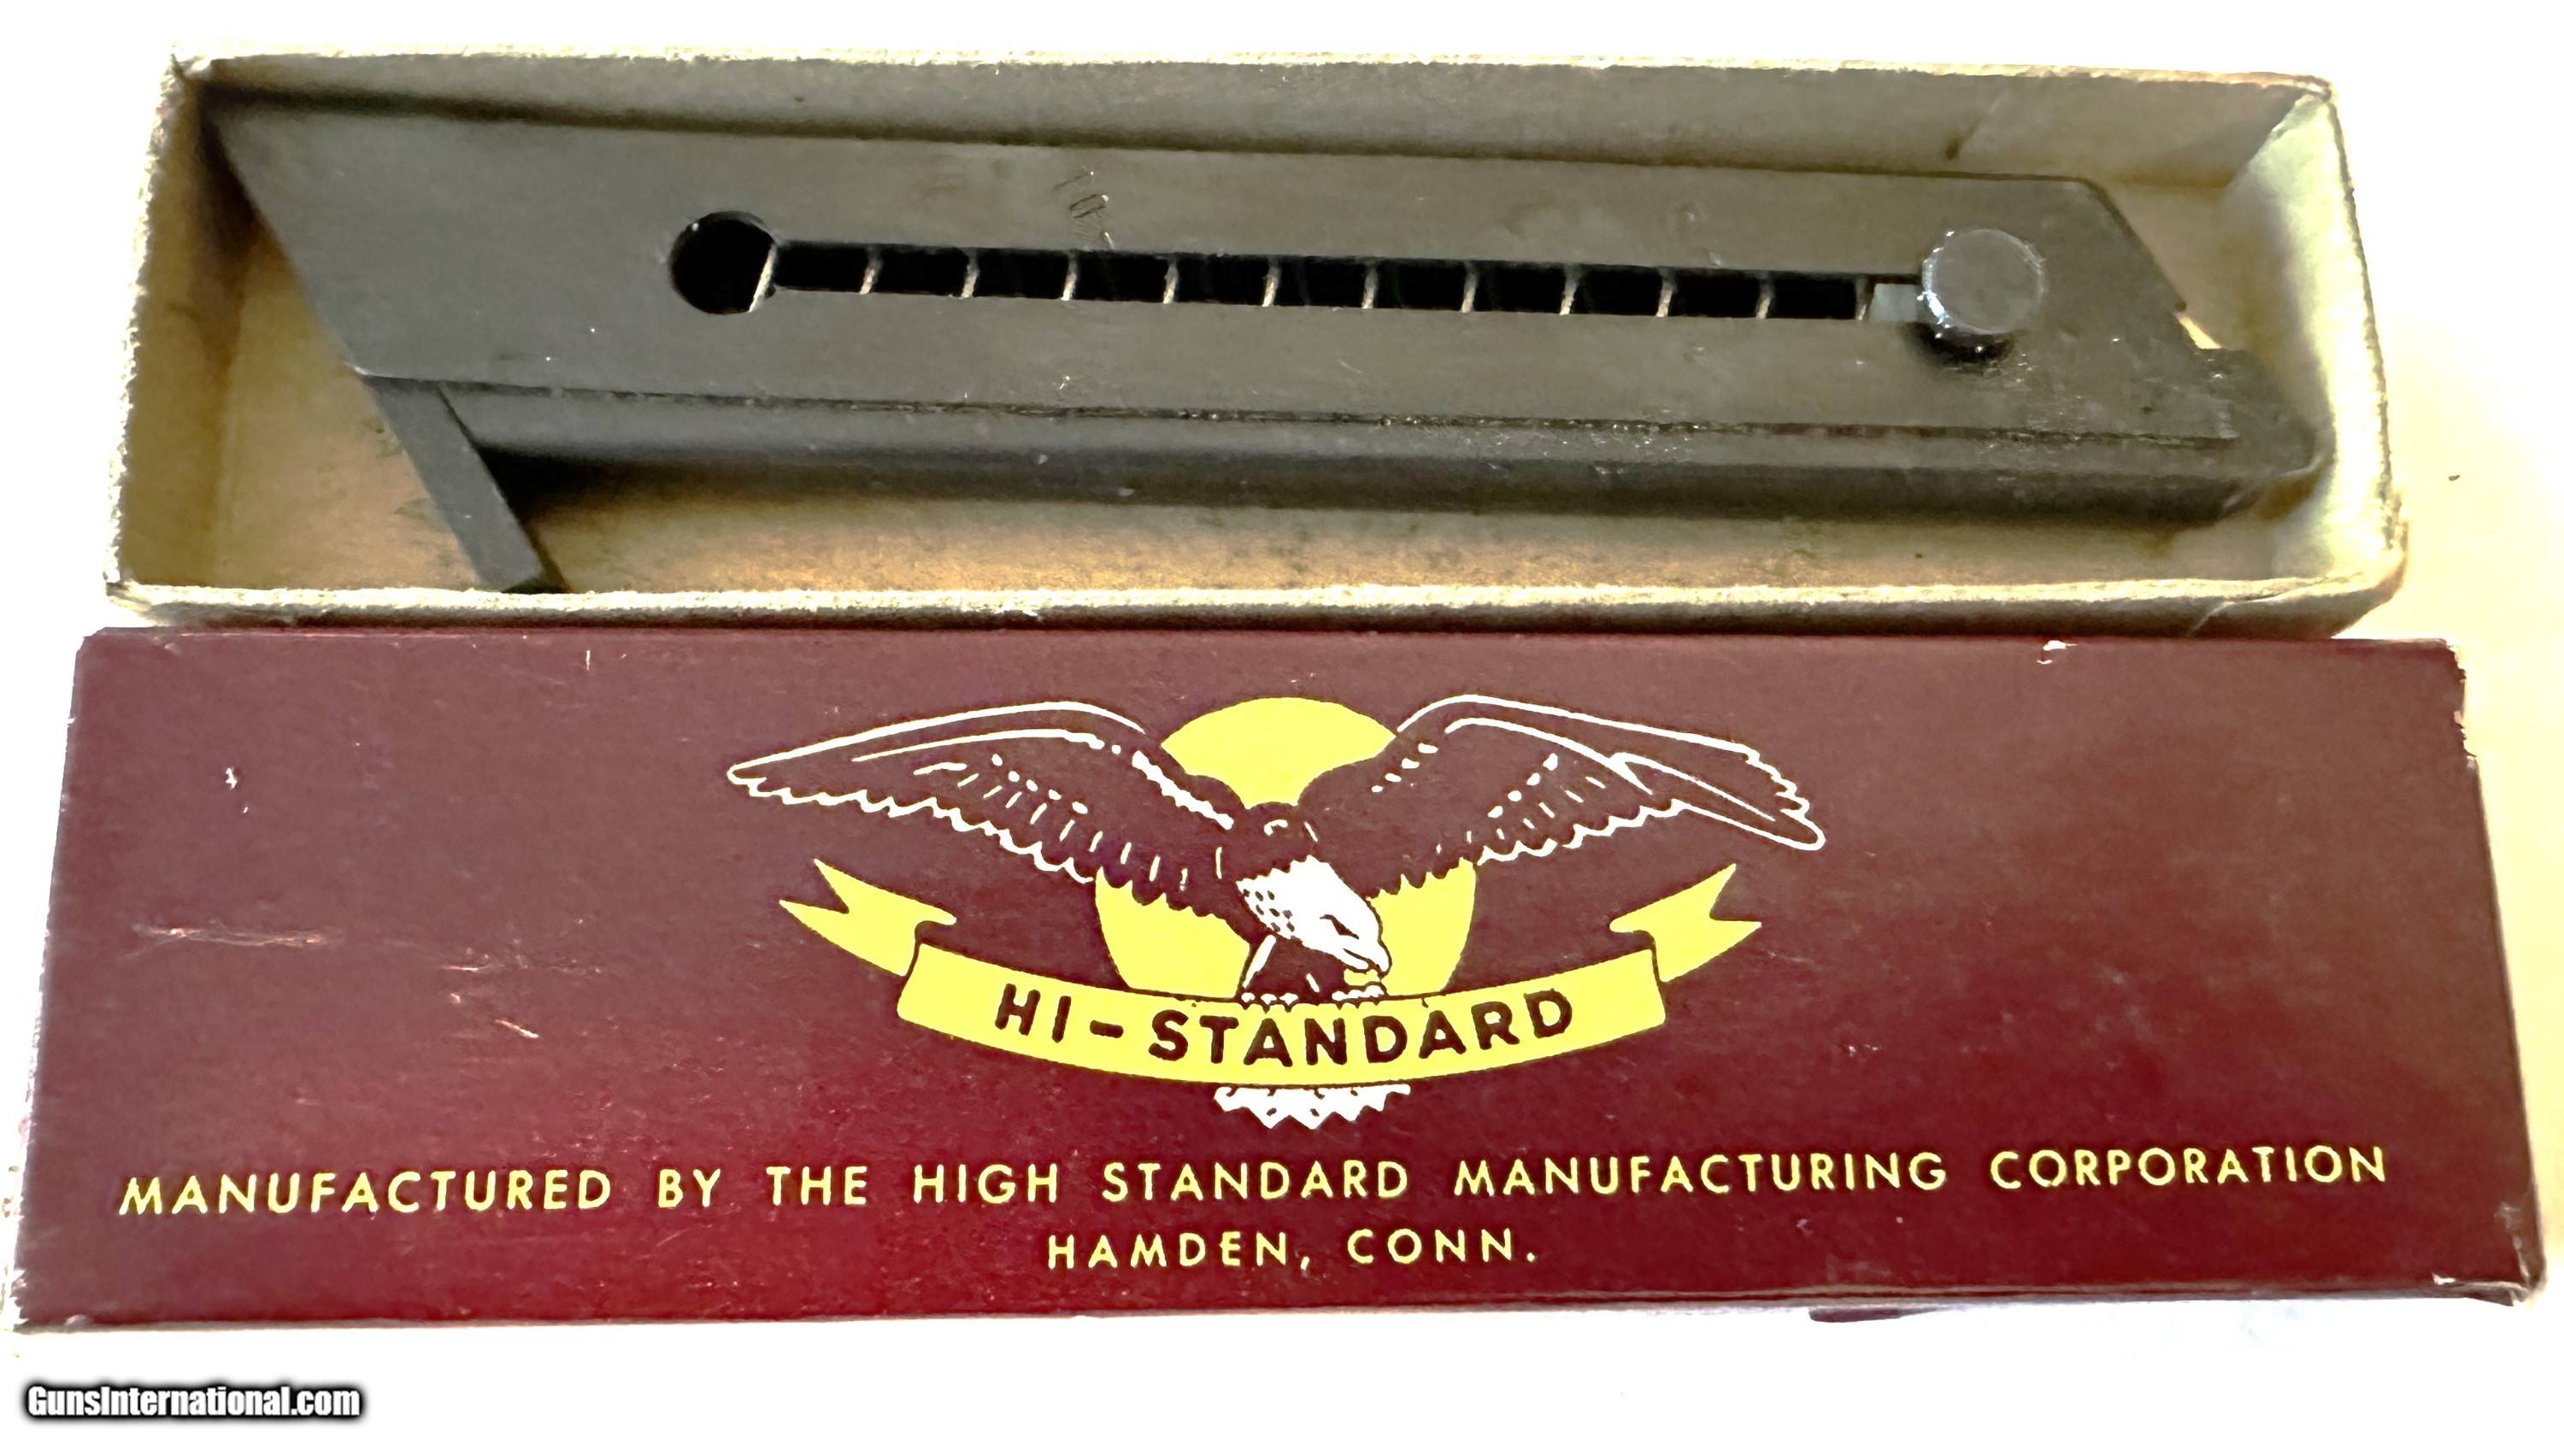 HI-STANDARD
MANUFACTURED BY THE HIGH STANDARD MANUFACTURING CORPORATION
HAMDEN, CONN.
GunsInternational.com